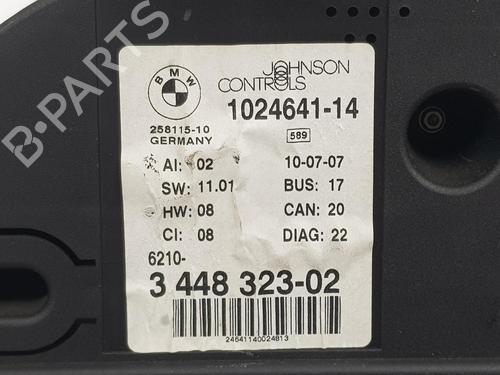 BMW
JOHNSON
CONTROLS
1024641-14
258115-10
GERMANY
589
AI: 02
10-07-07
SW: 11.01
BUS: 17
HW: 08
CAN: 20
CI: 08
DIAG: 22
6210-
3 448 323-02
24641140024813
B-PARTS